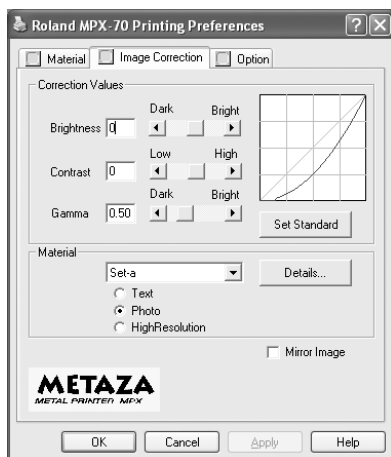 Roland MPX-70 Printing Preferences
Material Image Correction Option
Correction Values
Dark Bright
Brightness 0
Low High
Contrast 0
Dark Bright
Gamma 0.50
Set Standard
Material
Set-a Details...
Text
Photo
HighResolution
Mirror Image
METAZA
METAL PRINTER MPX
OK Cancel Apply Help